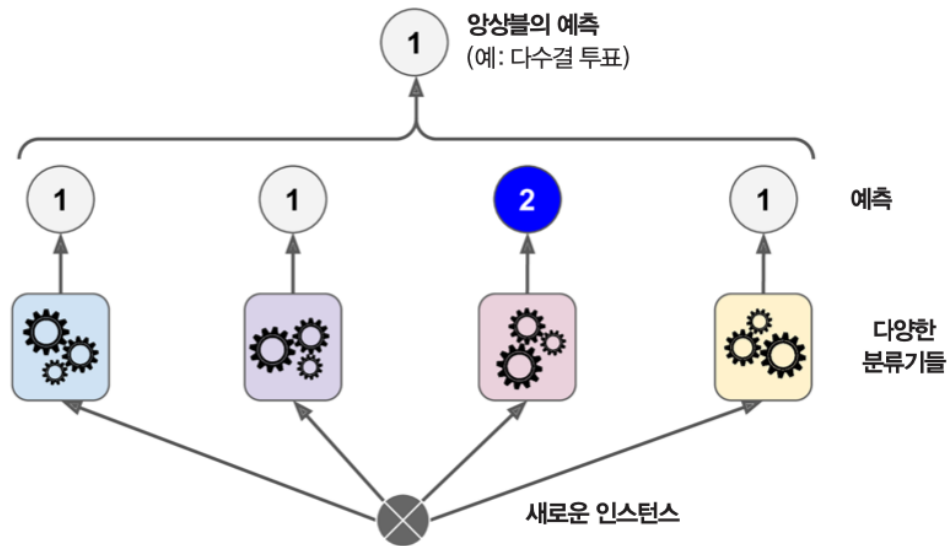 1
앙상블의 예측
(예: 다수결 투표)
1
1
2
1
예측
다양한
분류기들
새로운 인스턴스